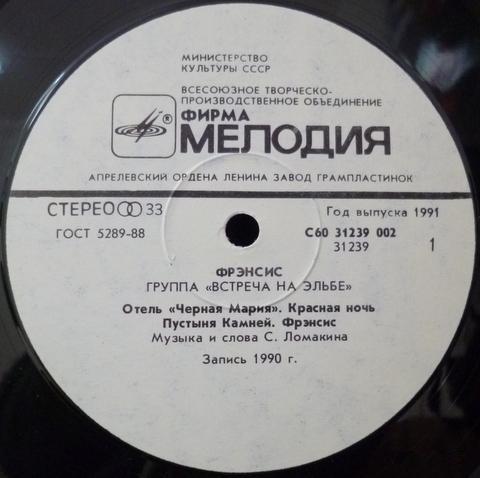 МИНИСТЕРСТВО
КУЛЬТУРЫ СССР
ВСЕСОЮЗНОЕ ТВОРЧЕСКО-
ПРОИЗВОДСТВЕННОЕ ОБЪЕДИНЕНИЕ
®
ФИРМА
МЕЛОДИЯ
АПРЕЛЕВСКИЙ ОРДЕНА ЛЕНИНА ЗАВОД ГРАМПЛАСТИНОК
СТЕРЕО 33
Год выпуска 1991
ГОСТ 5289-88
С60 31239 002
31239
1
ФРЭНСИС
ГРУППА «ВСТРЕЧА НА ЭЛЬБЕ»
Отель «Черная Мария». Красная ночь
Пустыня Камней. Фрэнсис
Музыка и слова С. Ломакина
Запись 1990 г.